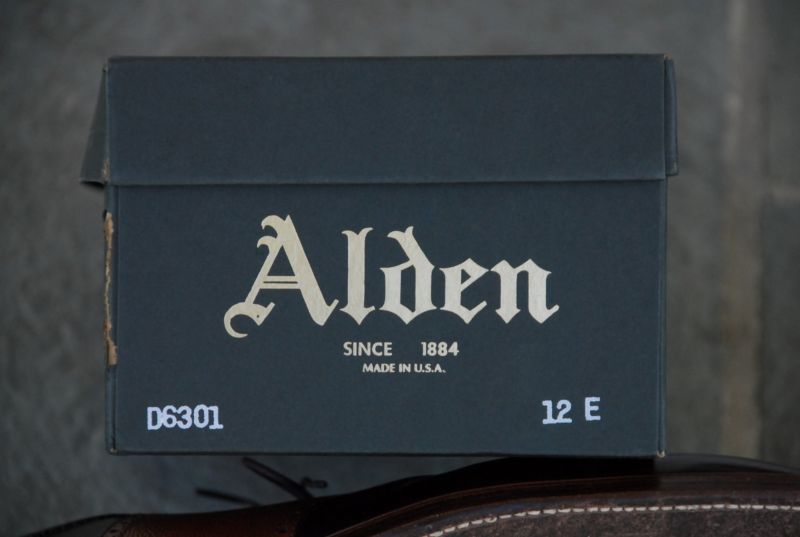 Alden
SINCE 1884
MADE IN U.S.A.
D6301 12 E